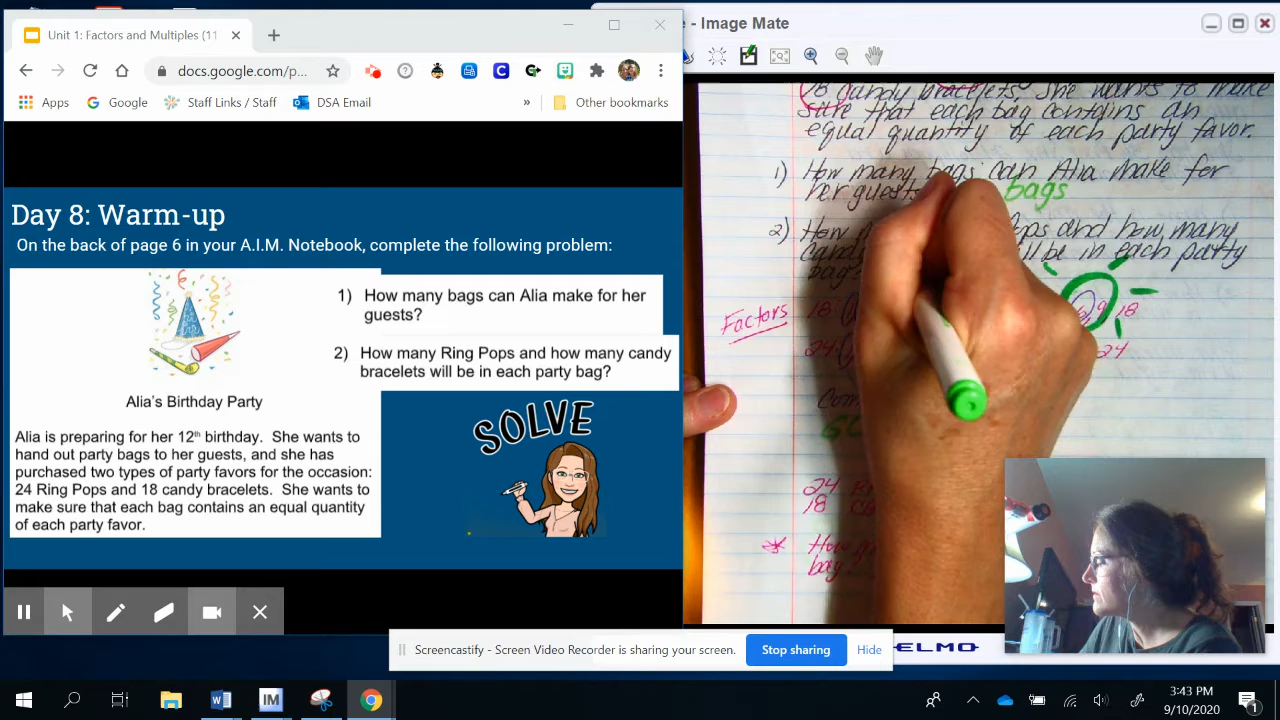 - Image Mate
Unit 1: Factors and Multiples (11
docs.google.com/p...
Apps
Google
Staff Links / Staff
DSA Email
»
Other bookmarks
Day 8: Warm-up
On the back of page 6 in your A.I.M. Notebook, complete the following problem:
1) How many bags can Alia make for her
guests?
2) How many Ring Pops and how many candy
bracelets will be in each party bag?
Alia's Birthday Party
SOLVE
Alia is preparing for her 12th birthday. She wants to
hand out party bags to her guests, and she has
purchased two types of party favors for the occasion:
24 Ring Pops and 18 candy bracelets. She wants to
make sure that each bag contains an equal quantity
of each party favor.
18 candy bracelets. She wants to make
sure that each bag contains an
equal quantity of each party favor.
1) How many bags can Alia make for
her guests bags
2) How and how many
be in each party
bag
Factors 18 9 18
24 24
24
18
* How
bag?
Screencastify - Screen Video Recorder is sharing your screen.
Stop sharing
Hide
ELMO
IM
3:43 PM
9/10/2020
1